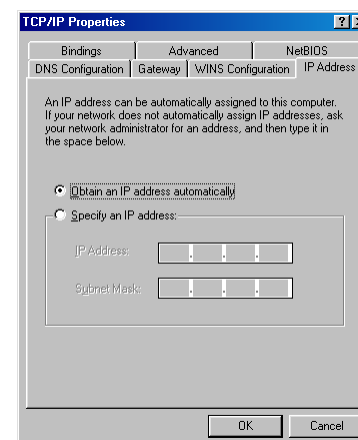 TCP/IP Properties
Bindings Advanced NetBIOS
DNS Configuration Gateway WINS Configuration IP Address
An IP address can be automatically assigned to this computer.
If your network does not automatically assign IP addresses, ask
your network administrator for an address, and then type it in
the space below.
Obtain an IP address automatically
Specify an IP address:
IP Address:
Subnet Mask:
OK Cancel